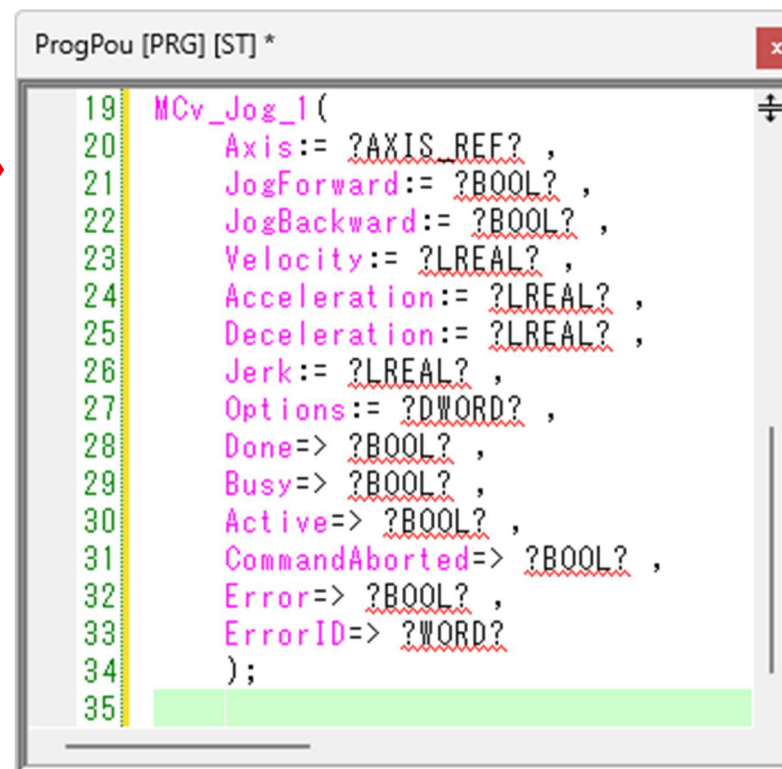 ProgPou [PRG] [ST] *
x
19 MCv_Jog_1(
20 Axis:= ?AXIS_REF? ,
21 JogForward:= ?BOOL? ,
22 JogBackward:= ?BOOL? ,
23 Velocity:= ?LREAL? ,
24 Acceleration:= ?LREAL? ,
25 Deceleration:= ?LREAL? ,
26 Jerk:= ?LREAL? ,
27 Options:= ?DWORD? ,
28 Done=> ?BOOL? ,
29 Busy=> ?BOOL? ,
30 Active=> ?BOOL? ,
31 CommandAborted=> ?BOOL? ,
32 Error=> ?BOOL? ,
33 ErrorID=> ?WORD?
34 );
35